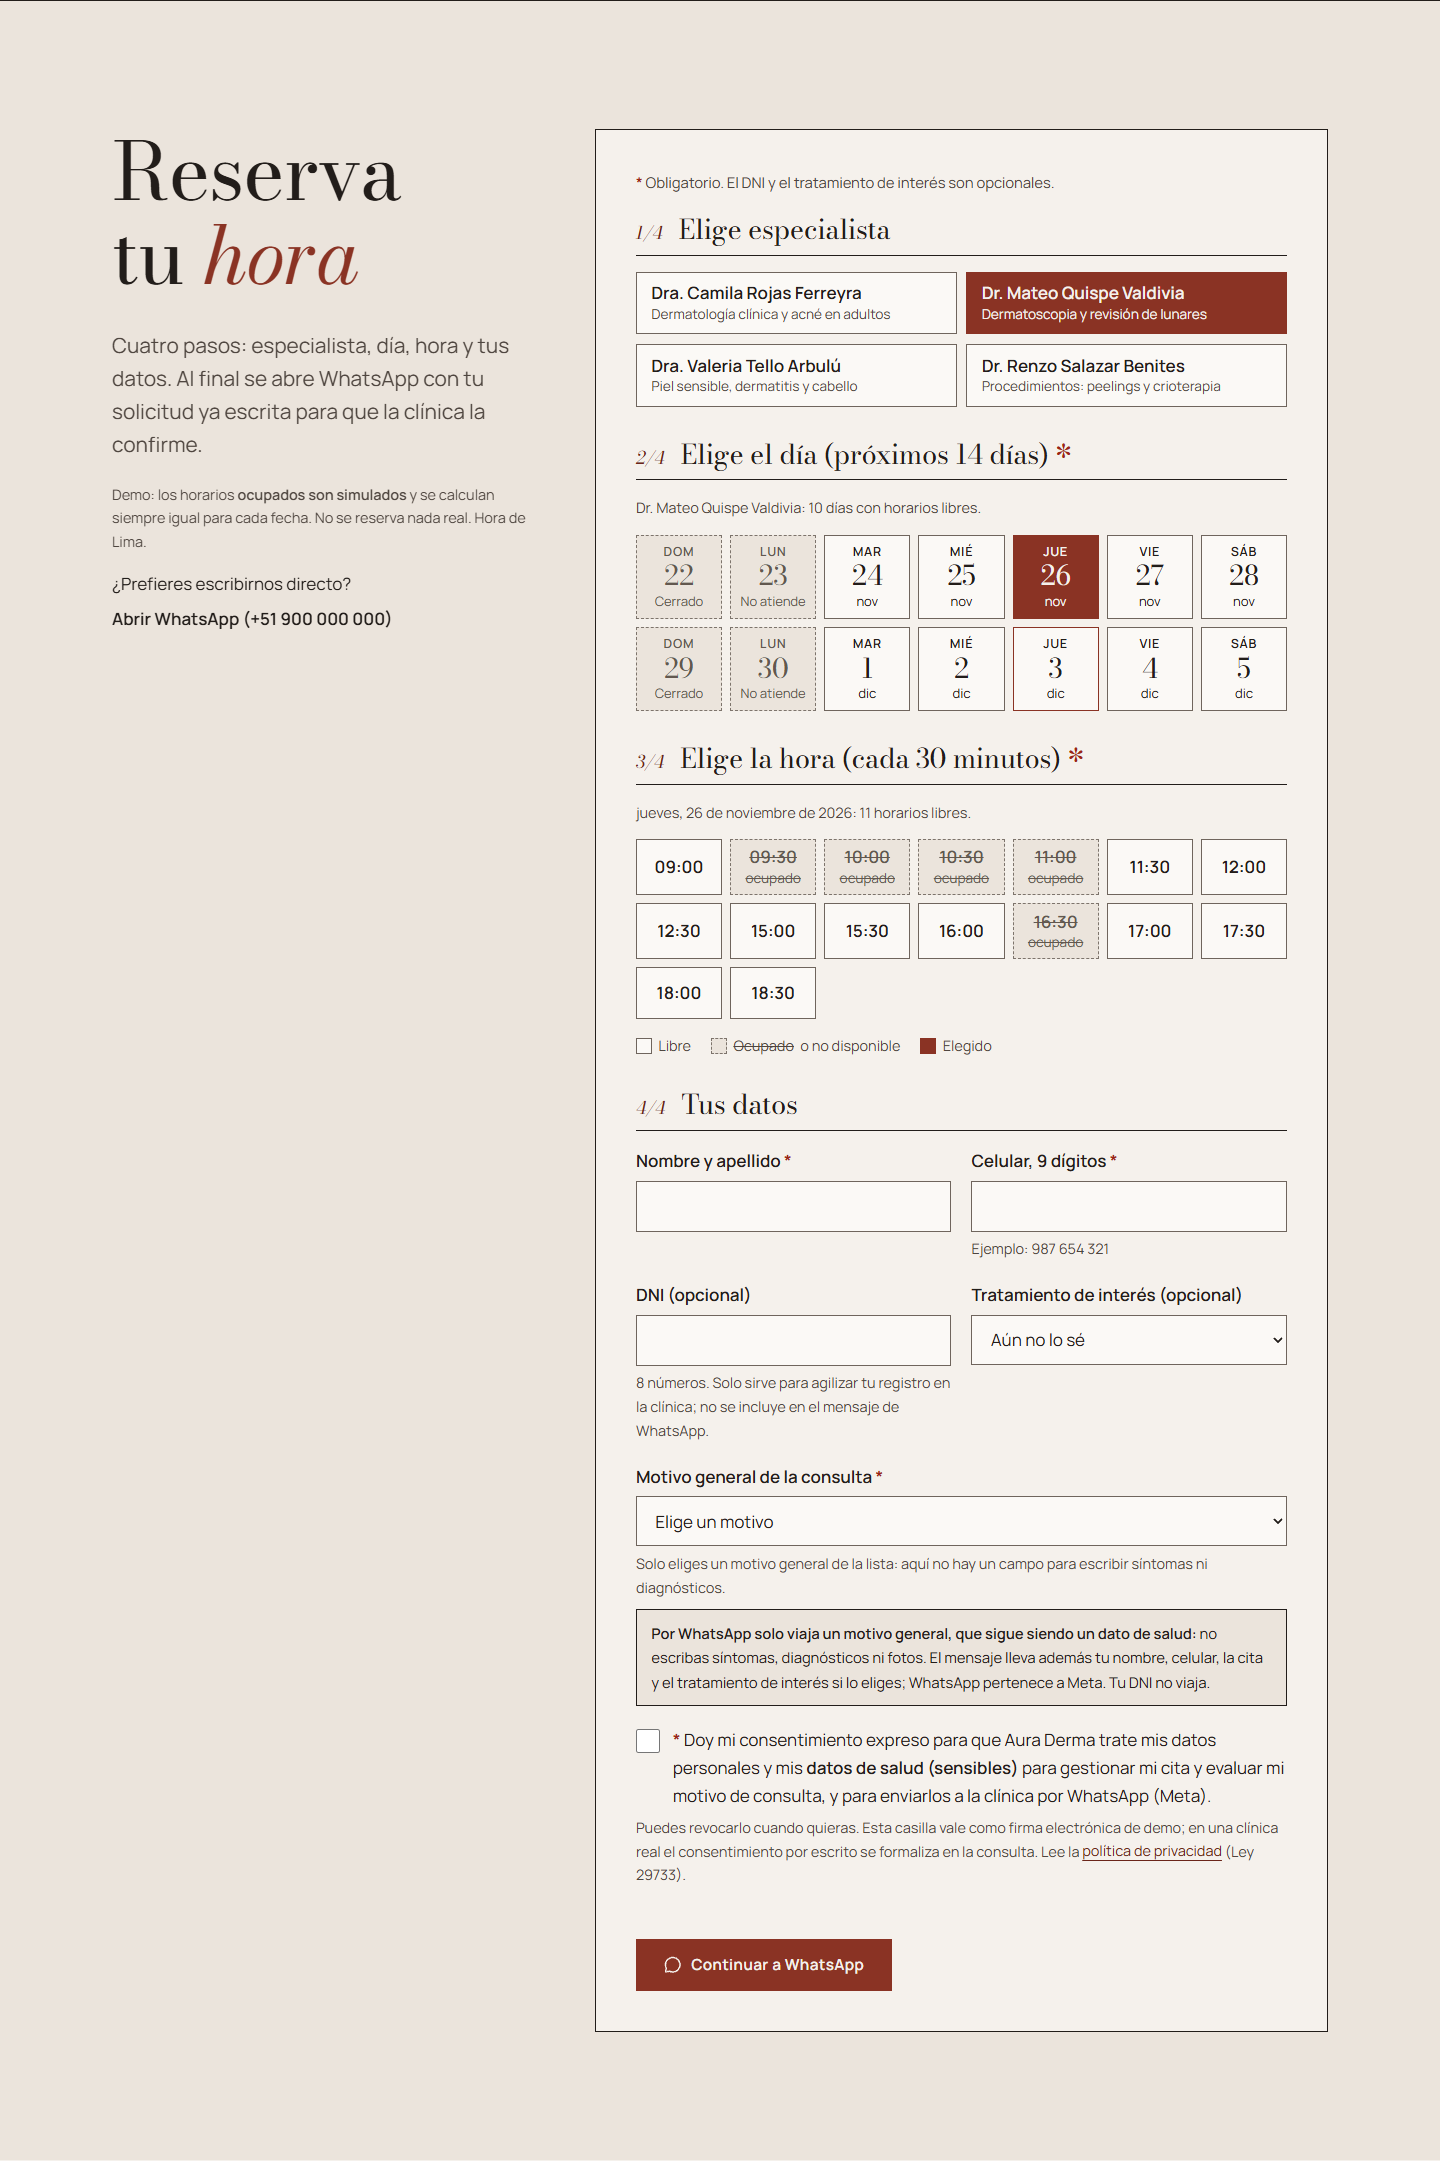 Reserva
tu hora
Cuatro pasos: especialista, día, hora y tus
datos. Al final se abre WhatsApp con tu
solicitud ya escrita para que la clínica la
confirme.
Demo: los horarios ocupados son simulados y se calculan
siempre igual para cada fecha. No se reserva nada real. Hora de
Lima.
¿Prefieres escribirnos directo?
Abrir WhatsApp (+51 900 000 000)
* Obligatorio. El DNI y el tratamiento de interés son opcionales.
1/4 Elige especialista
Dra. Camila Rojas Ferreyra
Dermatología clínica y acné en adultos
Dr. Mateo Quispe Valdivia
Dermatoscopia y revisión de lunares
Dra. Valeria Tello Arbulú
Piel sensible, dermatitis y cabello
Dr. Renzo Salazar Benites
Procedimientos: peelings y crioterapia
2/4 Elige el día (próximos 14 días) *
Dr. Mateo Quispe Valdivia: 10 días con horarios libres.
DOM LUN MAR MIÉ JUE VIE SÁB
22 23 24 25 26 27 28
Cerrado No atiende nov nov nov nov nov
DOM LUN MAR MIÉ JUE VIE SÁB
29 30 1 2 3 4 5
Cerrado No atiende dic dic dic dic dic
3/4 Elige la hora (cada 30 minutos) *
jueves, 26 de noviembre de 2026: 11 horarios libres.
09:00 09:30 10:00 10:30 11:00 11:30 12:00
ocupado ocupado ocupado ocupado
12:30 15:00 15:30 16:00 16:30 17:00 17:30
ocupado
18:00 18:30
Libre Ocupado o no disponible Elegido
4/4 Tus datos
Nombre y apellido *
Celular, 9 dígitos *
Ejemplo: 987 654 321
DNI (opcional)
8 números. Solo sirve para agilizar tu registro en
la clínica; no se incluye en el mensaje de
WhatsApp.
Tratamiento de interés (opcional)
Aún no lo sé
Motivo general de la consulta *
Elige un motivo
Solo eliges un motivo general de la lista: aquí no hay un campo para escribir síntomas ni
diagnósticos.
Por WhatsApp solo viaja un motivo general, que sigue siendo un dato de salud: no
escribas síntomas, diagnósticos ni fotos. El mensaje lleva además tu nombre, celular, la cita
y el tratamiento de interés si lo eliges; WhatsApp pertenece a Meta. Tu DNI no viaja.
* Doy mi consentimiento expreso para que Aura Derma trate mis datos
personales y mis datos de salud (sensibles) para gestionar mi cita y evaluar mi
motivo de consulta, y para enviarlos a la clínica por WhatsApp (Meta).
Puedes revocarlo cuando quieras. Esta casilla vale como firma electrónica de demo; en una clínica
real el consentimiento por escrito se formaliza en la consulta. Lee la política de privacidad (Ley
29733).
Continuar a WhatsApp